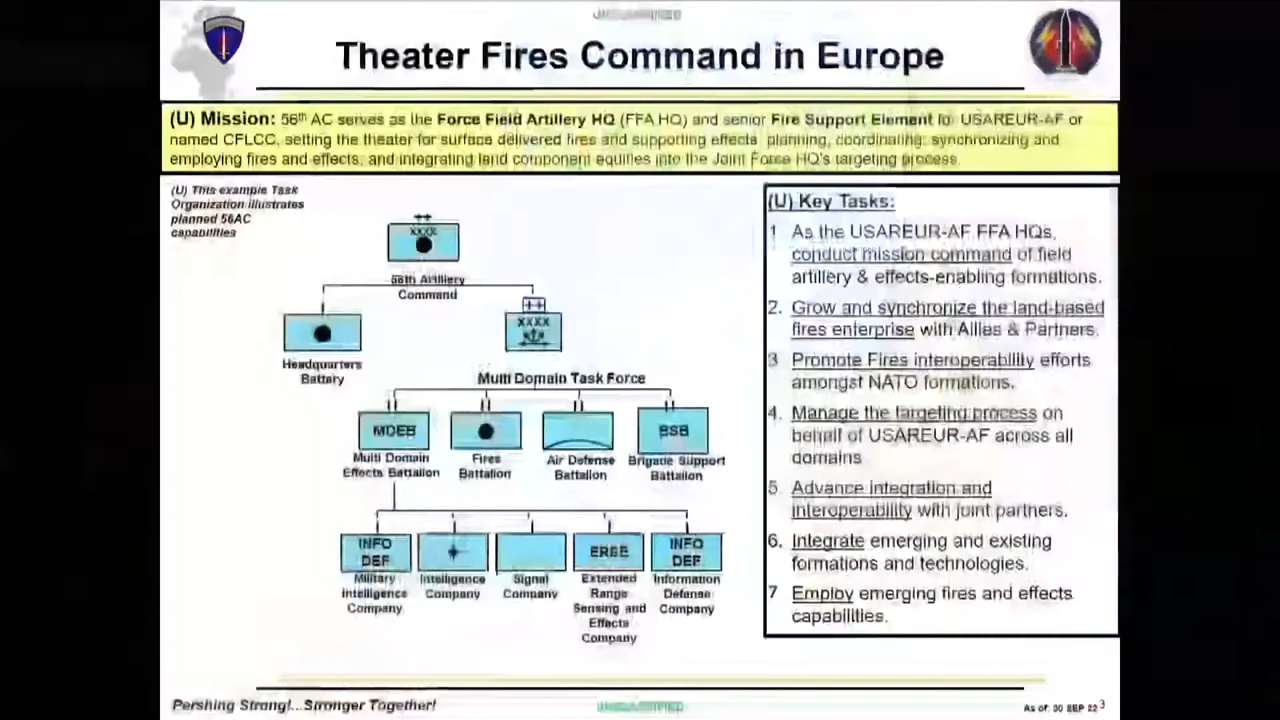 UNCLASSIFIED
Theater Fires Command in Europe
(U) Mission: 56th AC serves as the Force Field Artillery HQ (FFA HQ) and senior Fire Support Element to USAREUR-AF or
named CFLCC, setting the theater for surface delivered fires and supporting effects planning, coordinating, synchronizing and
employing fires and effects, and integrating land component equities into the Joint Force HQ's targeting process.
(U) This example Task
Organization illustrates
planned 56AC
capabilities
++
XXXX
56th Artillery
Command
++
XXXX
Headquarters
Battery
Multi Domain Task Force
MDEB
BSB
Multi Domain
Effects Battalion
Fires
Battalion
Air Defense
Battalion
Brigade Support
Battalion
INFO
DEF
ERSE
INFO
DEF
Military
Intelligence
Company
Intelligence
Company
Signal
Company
Extended
Range
Sensing and
Effects
Company
Information
Defense
Company
(U) Key Tasks:
1 As the USAREUR-AF FFA HQs,
conduct mission command of field
artillery & effects-enabling formations.
2. Grow and synchronize the land-based
fires enterprise with Allies & Partners.
3 Promote Fires interoperability efforts
amongst NATO formations.
4. Manage the targeting process on
behalf of USAREUR-AF across all
domains
5 Advance integration and
interoperability with joint partners.
6. Integrate emerging and existing
formations and technologies.
7 Employ emerging fires and effects
capabilities.
Pershing Strong!...Stronger Together!
UNCLASSIFIED
As of: 30 SEP 22
3